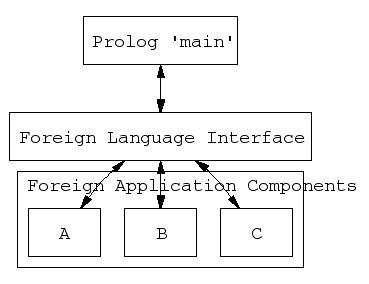 Prolog 'main'
Foreign Language Interface
Foreign Application Components
A B C